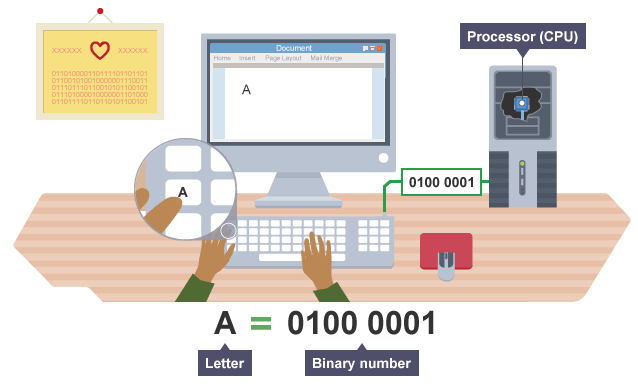 XXXXXX XXXXXX
Processor (CPU)
Document
Home Insert Page Layout Mail Merge
A
A
0100 0001
A = 0100 0001
Letter
Binary number